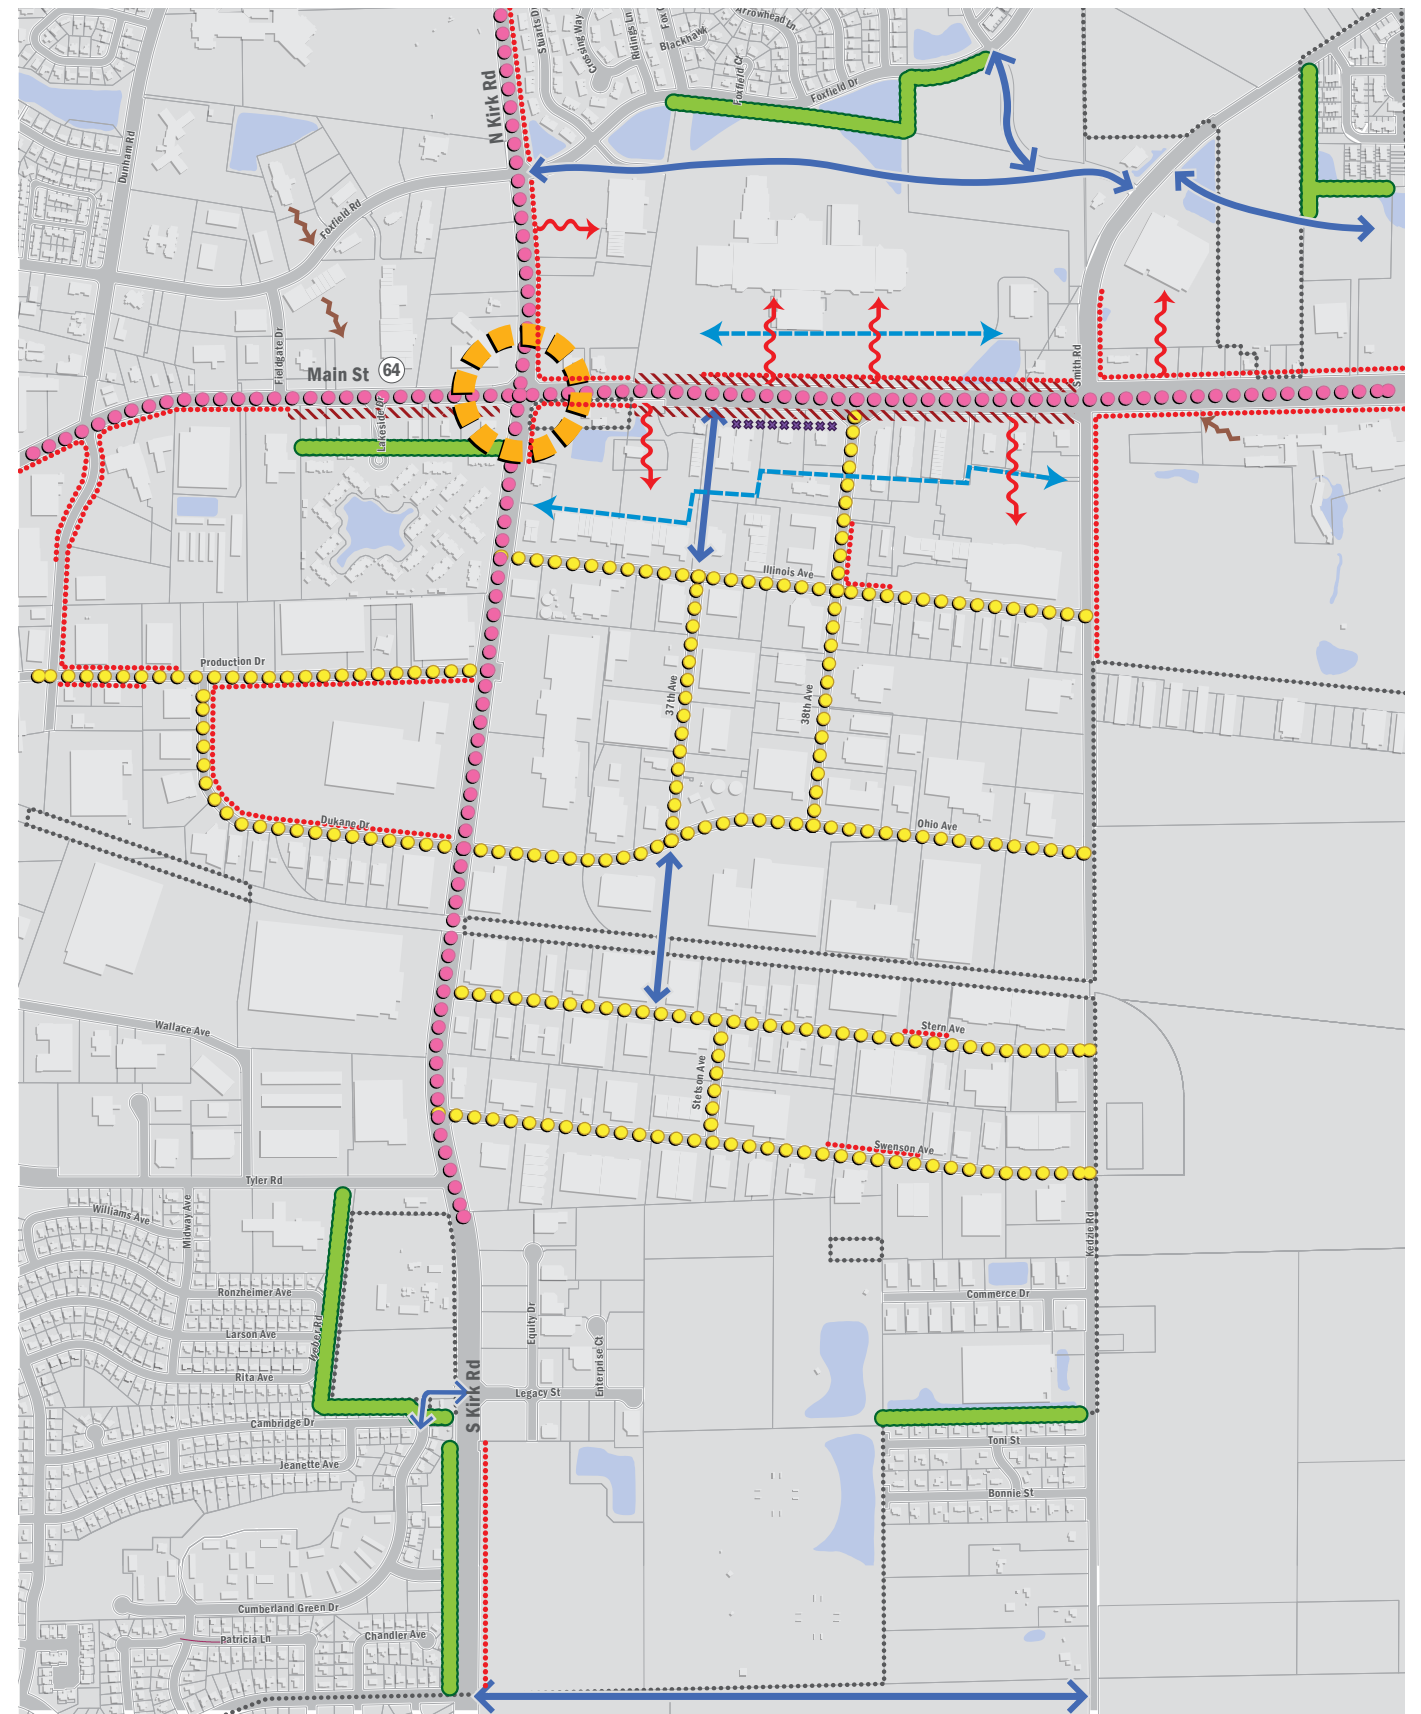 Stuarts Dr
Crossing Way
Ridings Ln
Blackhawk
Arrowhead Ln
Foxfield Ct
Foxfield Dr
N Kirk Rd
Dunham Rd
Foxfield Rd
Fieldgate Dr
Main St
64
Smith Rd
Lakeside Dr
Illinois Ave
Production Dr
37th Ave
38th Ave
Dukane Dr
Ohio Ave
Wallace Ave
Stern Ave
Stetson Ave
Swenson Ave
Tyler Rd
Williams Ave
Midway Ave
Kedzie Rd
Ronzheimer Ave
Commerce Dr
Larson Ave
Weber Rd
Equity Dr
Enterprise Ct
Rita Ave
S Kirk Rd
Legacy St
Cambridge Dr
Toni St
Jeanette Ave
Bonnie St
Cumberland Green Dr
Chandler Ave
Patricia Ln